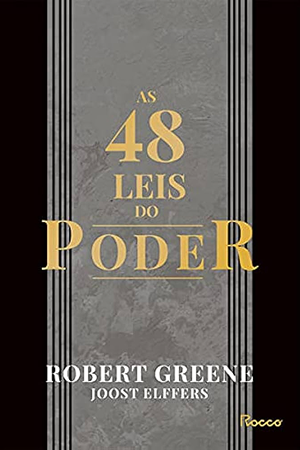 AS
48
LEIS
DO
PODER
ROBERT GREENE
JOOST ELFFERS
Rocco